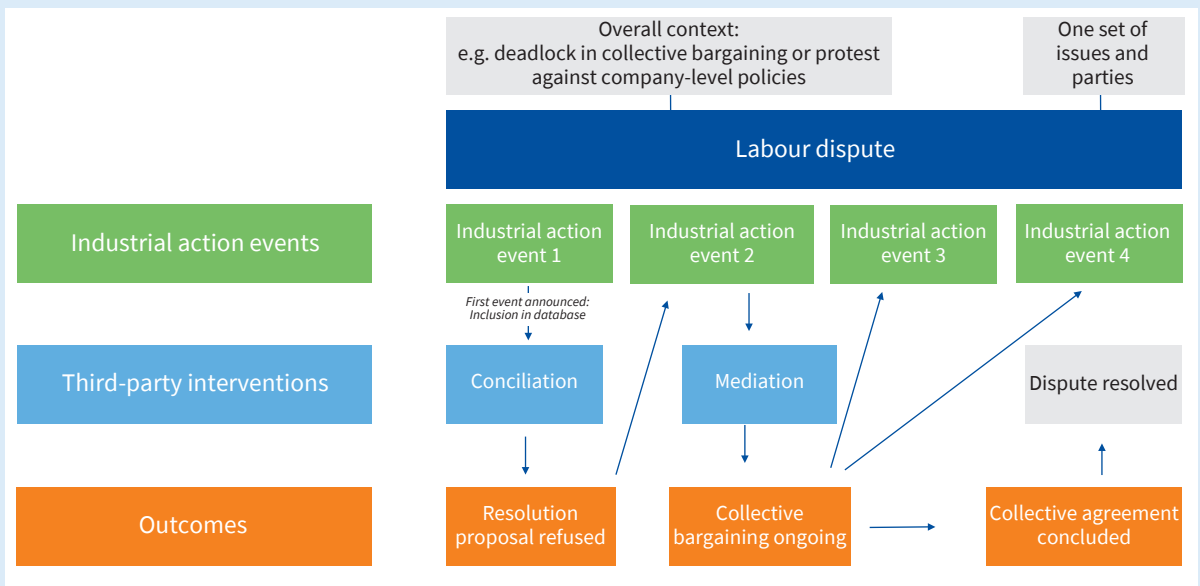 Overall context:
e.g. deadlock in collective bargaining or protest
against company-level policies
One set of
issues and
parties
Labour dispute
Industrial action events
Industrial action
event 1
Industrial action
event 2
Industrial action
event 3
Industrial action
event 4
First event announced:
Inclusion in database
Third-party interventions
Conciliation
Mediation
Dispute resolved
Outcomes
Resolution
proposal refused
Collective
bargaining ongoing
Collective agreement
concluded